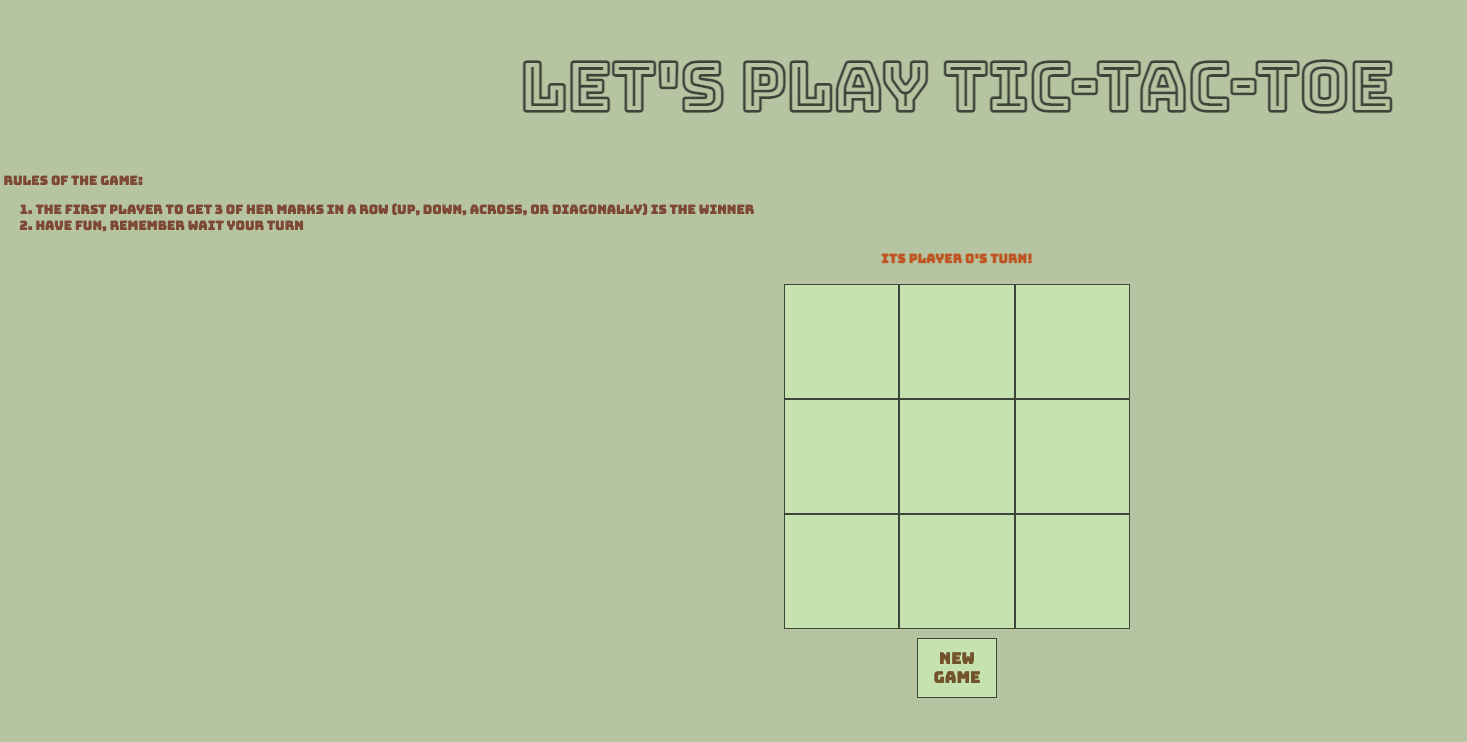 LET'S PLAY TIC-TAC-TOE
RULES OF THE GAME:
1. THE FIRST PLAYER TO GET 3 OF HER MARKS IN A ROW (UP, DOWN, ACROSS, OR DIAGONALLY) IS THE WINNER
2. HAVE FUN, REMEMBER WAIT YOUR TURN
ITS PLAYER O'S TURN!
NEW
GAME